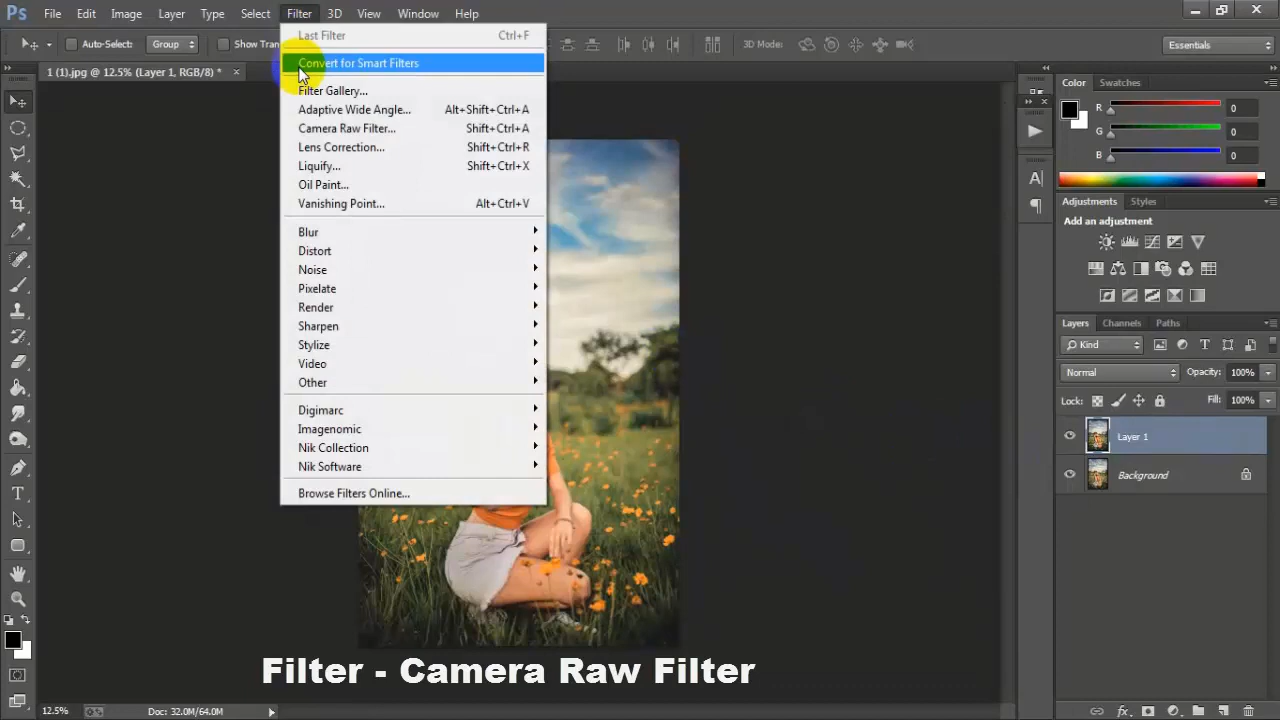 Ps File Edit Image Layer Type Select Filter 3D View Window Help
Auto-Select: Group Show Tran 3D Mode: Essentials
1 (1).jpg @ 12.5% (Layer 1, RGB/8) *
Last Filter Ctrl+F
Convert for Smart Filters
Filter Gallery...
Adaptive Wide Angle... Alt+Shift+Ctrl+A
Camera Raw Filter... Shift+Ctrl+A
Lens Correction... Shift+Ctrl+R
Liquify... Shift+Ctrl+X
Oil Paint...
Vanishing Point... Alt+Ctrl+V
Blur
Distort
Noise
Pixelate
Render
Sharpen
Stylize
Video
Other
Digimarc
Imagenomic
Nik Collection
Nik Software
Browse Filters Online...
Color Swatches
R 0
G 0
B 0
Adjustments Styles
Add an adjustment
Layers Channels Paths
Kind
Normal Opacity: 100%
Lock: Fill: 100%
Layer 1
Background
Filter - Camera Raw Filter
12.5% Doc: 32.0M/64.0M